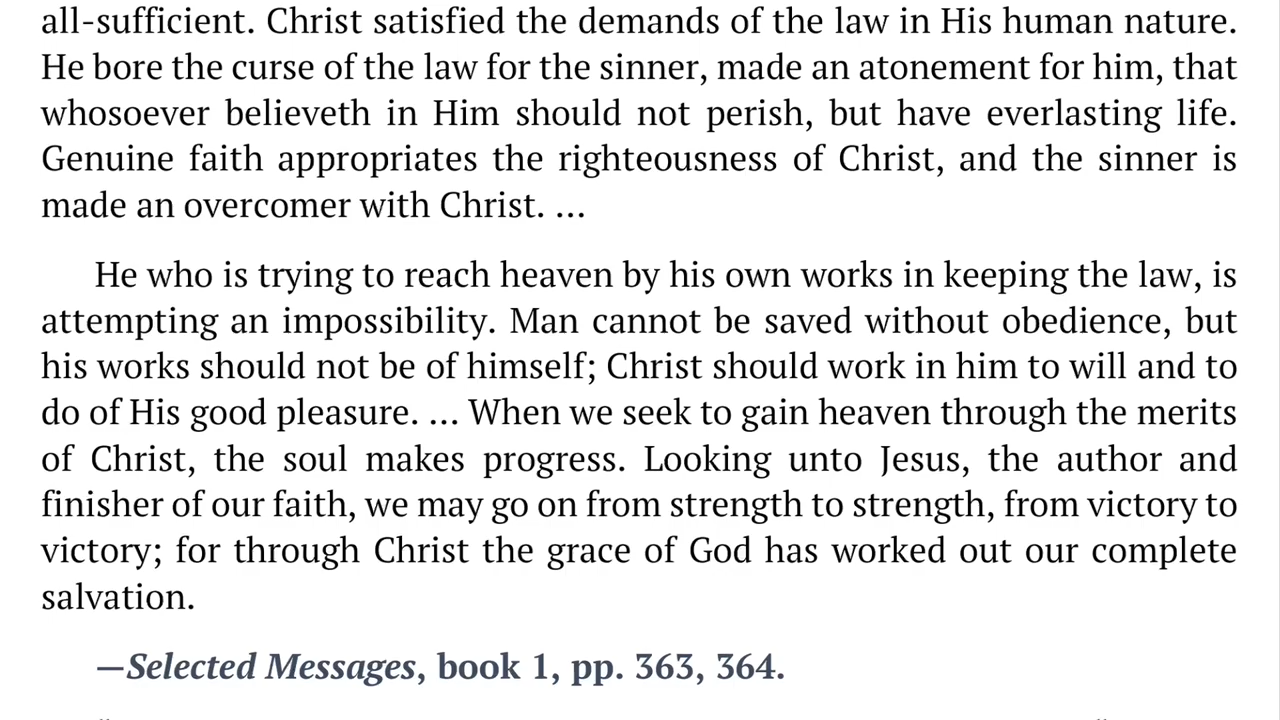 all-sufficient. Christ satisfied the demands of the law in His human nature.
He bore the curse of the law for the sinner, made an atonement for him, that
whosoever believeth in Him should not perish, but have everlasting life.
Genuine faith appropriates the righteousness of Christ, and the sinner is
made an overcomer with Christ. ...
He who is trying to reach heaven by his own works in keeping the law, is
attempting an impossibility. Man cannot be saved without obedience, but
his works should not be of himself; Christ should work in him to will and to
do of His good pleasure. ... When we seek to gain heaven through the merits
of Christ, the soul makes progress. Looking unto Jesus, the author and
finisher of our faith, we may go on from strength to strength, from victory to
victory; for through Christ the grace of God has worked out our complete
salvation.
—Selected Messages, book 1, pp. 363, 364.